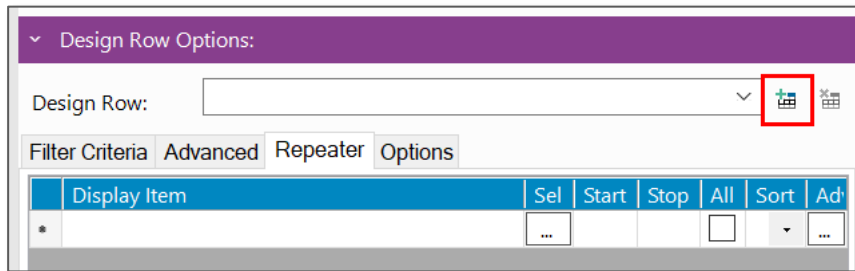 Design Row Options:
Design Row:
Filter Criteria Advanced Repeater Options
Display Item Sel Start Stop All Sort Adv
* ... ...